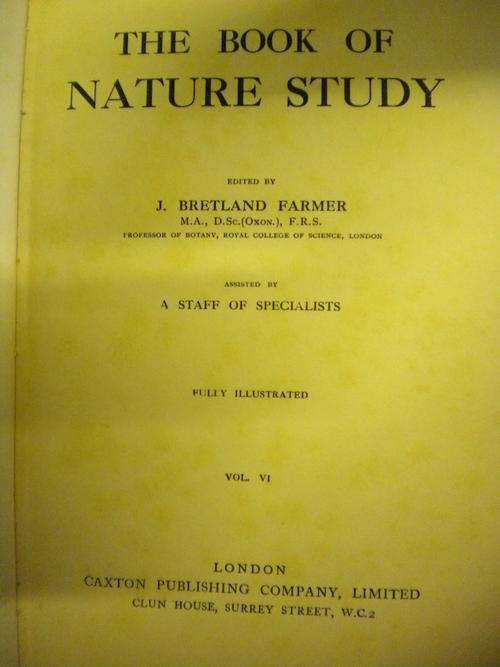 THE BOOK OF
NATURE STUDY
EDITED BY
J. BRETLAND FARMER
M.A., D.Sc.(Oxon.), F.R.S.
PROFESSOR OF BOTANY, ROYAL COLLEGE OF SCIENCE, LONDON
ASSISTED BY
A STAFF OF SPECIALISTS
FULLY ILLUSTRATED
VOL. VI
LONDON
CAXTON PUBLISHING COMPANY, LIMITED
CLUN HOUSE, SURREY STREET, W.C.2